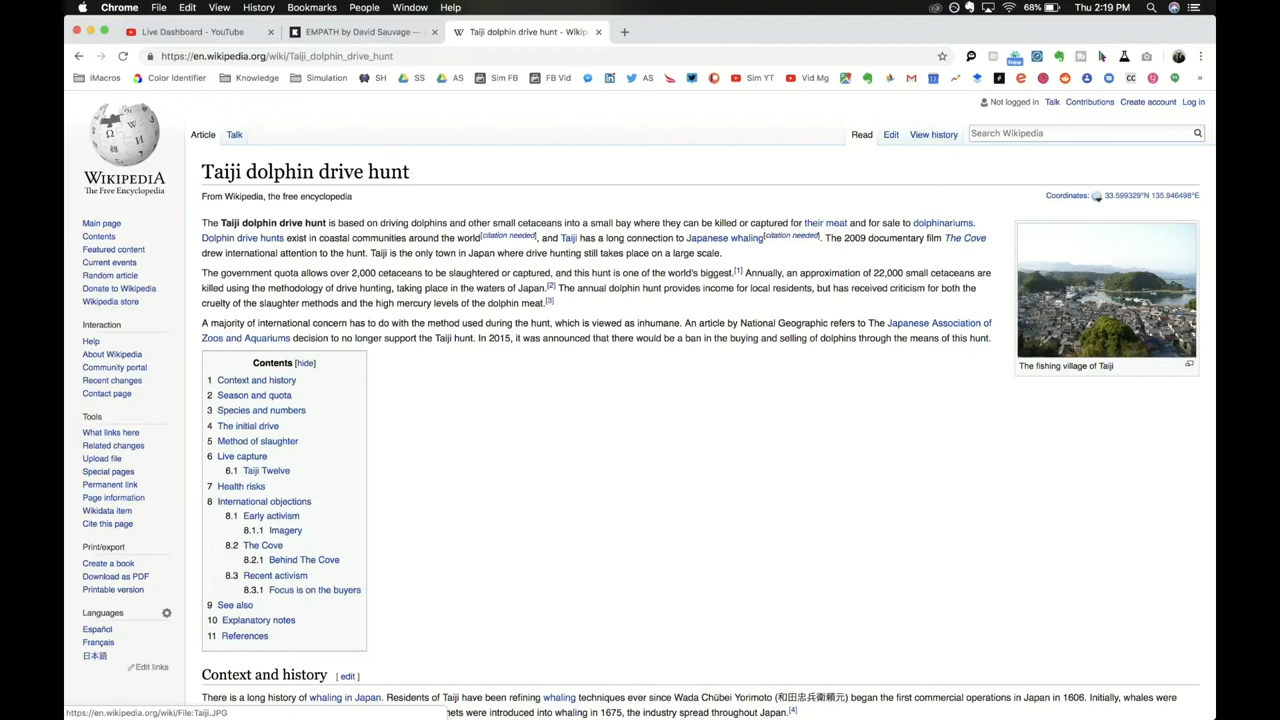 Chrome File Edit View History Bookmarks People Window Help 68% Thu 2:19 PM
Live Dashboard - YouTube × EMPATH by David Sauvage — × Taiji dolphin drive hunt - Wikip × +
https://en.wikipedia.org/wiki/Taiji_dolphin_drive_hunt
New
iMacros Color Identifier Knowledge Simulation SH SS AS Sim FB FB Vid AS Sim YT Vid Mg »
Not logged in Talk Contributions Create account Log in
Article Talk Read Edit View history Search Wikipedia
WIKIPEDIA
The Free Encyclopedia
Taiji dolphin drive hunt
From Wikipedia, the free encyclopedia
Coordinates: 33.599329°N 135.946498°E
The Taiji dolphin drive hunt is based on driving dolphins and other small cetaceans into a small bay where they can be killed or captured for their meat and for sale to dolphinariums.
Dolphin drive hunts exist in coastal communities around the world[citation needed], and Taiji has a long connection to Japanese whaling[citation needed]. The 2009 documentary film The Cove
drew international attention to the hunt. Taiji is the only town in Japan where drive hunting still takes place on a large scale.
The government quota allows over 2,000 cetaceans to be slaughtered or captured, and this hunt is one of the world's biggest.[1] Annually, an approximation of 22,000 small cetaceans are
killed using the methodology of drive hunting, taking place in the waters of Japan.[2] The annual dolphin hunt provides income for local residents, but has received criticism for both the
cruelty of the slaughter methods and the high mercury levels of the dolphin meat.[3]
A majority of international concern has to do with the method used during the hunt, which is viewed as inhumane. An article by National Geographic refers to The Japanese Association of
Zoos and Aquariums decision to no longer support the Taiji hunt. In 2015, it was announced that there would be a ban in the buying and selling of dolphins through the means of this hunt.
The fishing village of Taiji
Main page
Contents
Featured content
Current events
Random article
Donate to Wikipedia
Wikipedia store
Interaction
Help
About Wikipedia
Community portal
Recent changes
Contact page
Tools
What links here
Related changes
Upload file
Special pages
Permanent link
Page information
Wikidata item
Cite this page
Print/export
Create a book
Download as PDF
Printable version
Languages
Español
Français
日本語
Edit links
Contents [hide]
1 Context and history
2 Season and quota
3 Species and numbers
4 The initial drive
5 Method of slaughter
6 Live capture
6.1 Taiji Twelve
7 Health risks
8 International objections
8.1 Early activism
8.1.1 Imagery
8.2 The Cove
8.2.1 Behind The Cove
8.3 Recent activism
8.3.1 Focus is on the buyers
9 See also
10 Explanatory notes
11 References
Context and history [ edit ]
There is a long history of whaling in Japan. Residents of Taiji have been refining whaling techniques ever since Wada Chūbei Yorimoto (和田忠兵衛頼元) began the first commercial operations in Japan in 1606. Initially, whales were
nets were introduced into whaling in 1675, the industry spread throughout Japan.[4]
https://en.wikipedia.org/wiki/File:Taiji.JPG